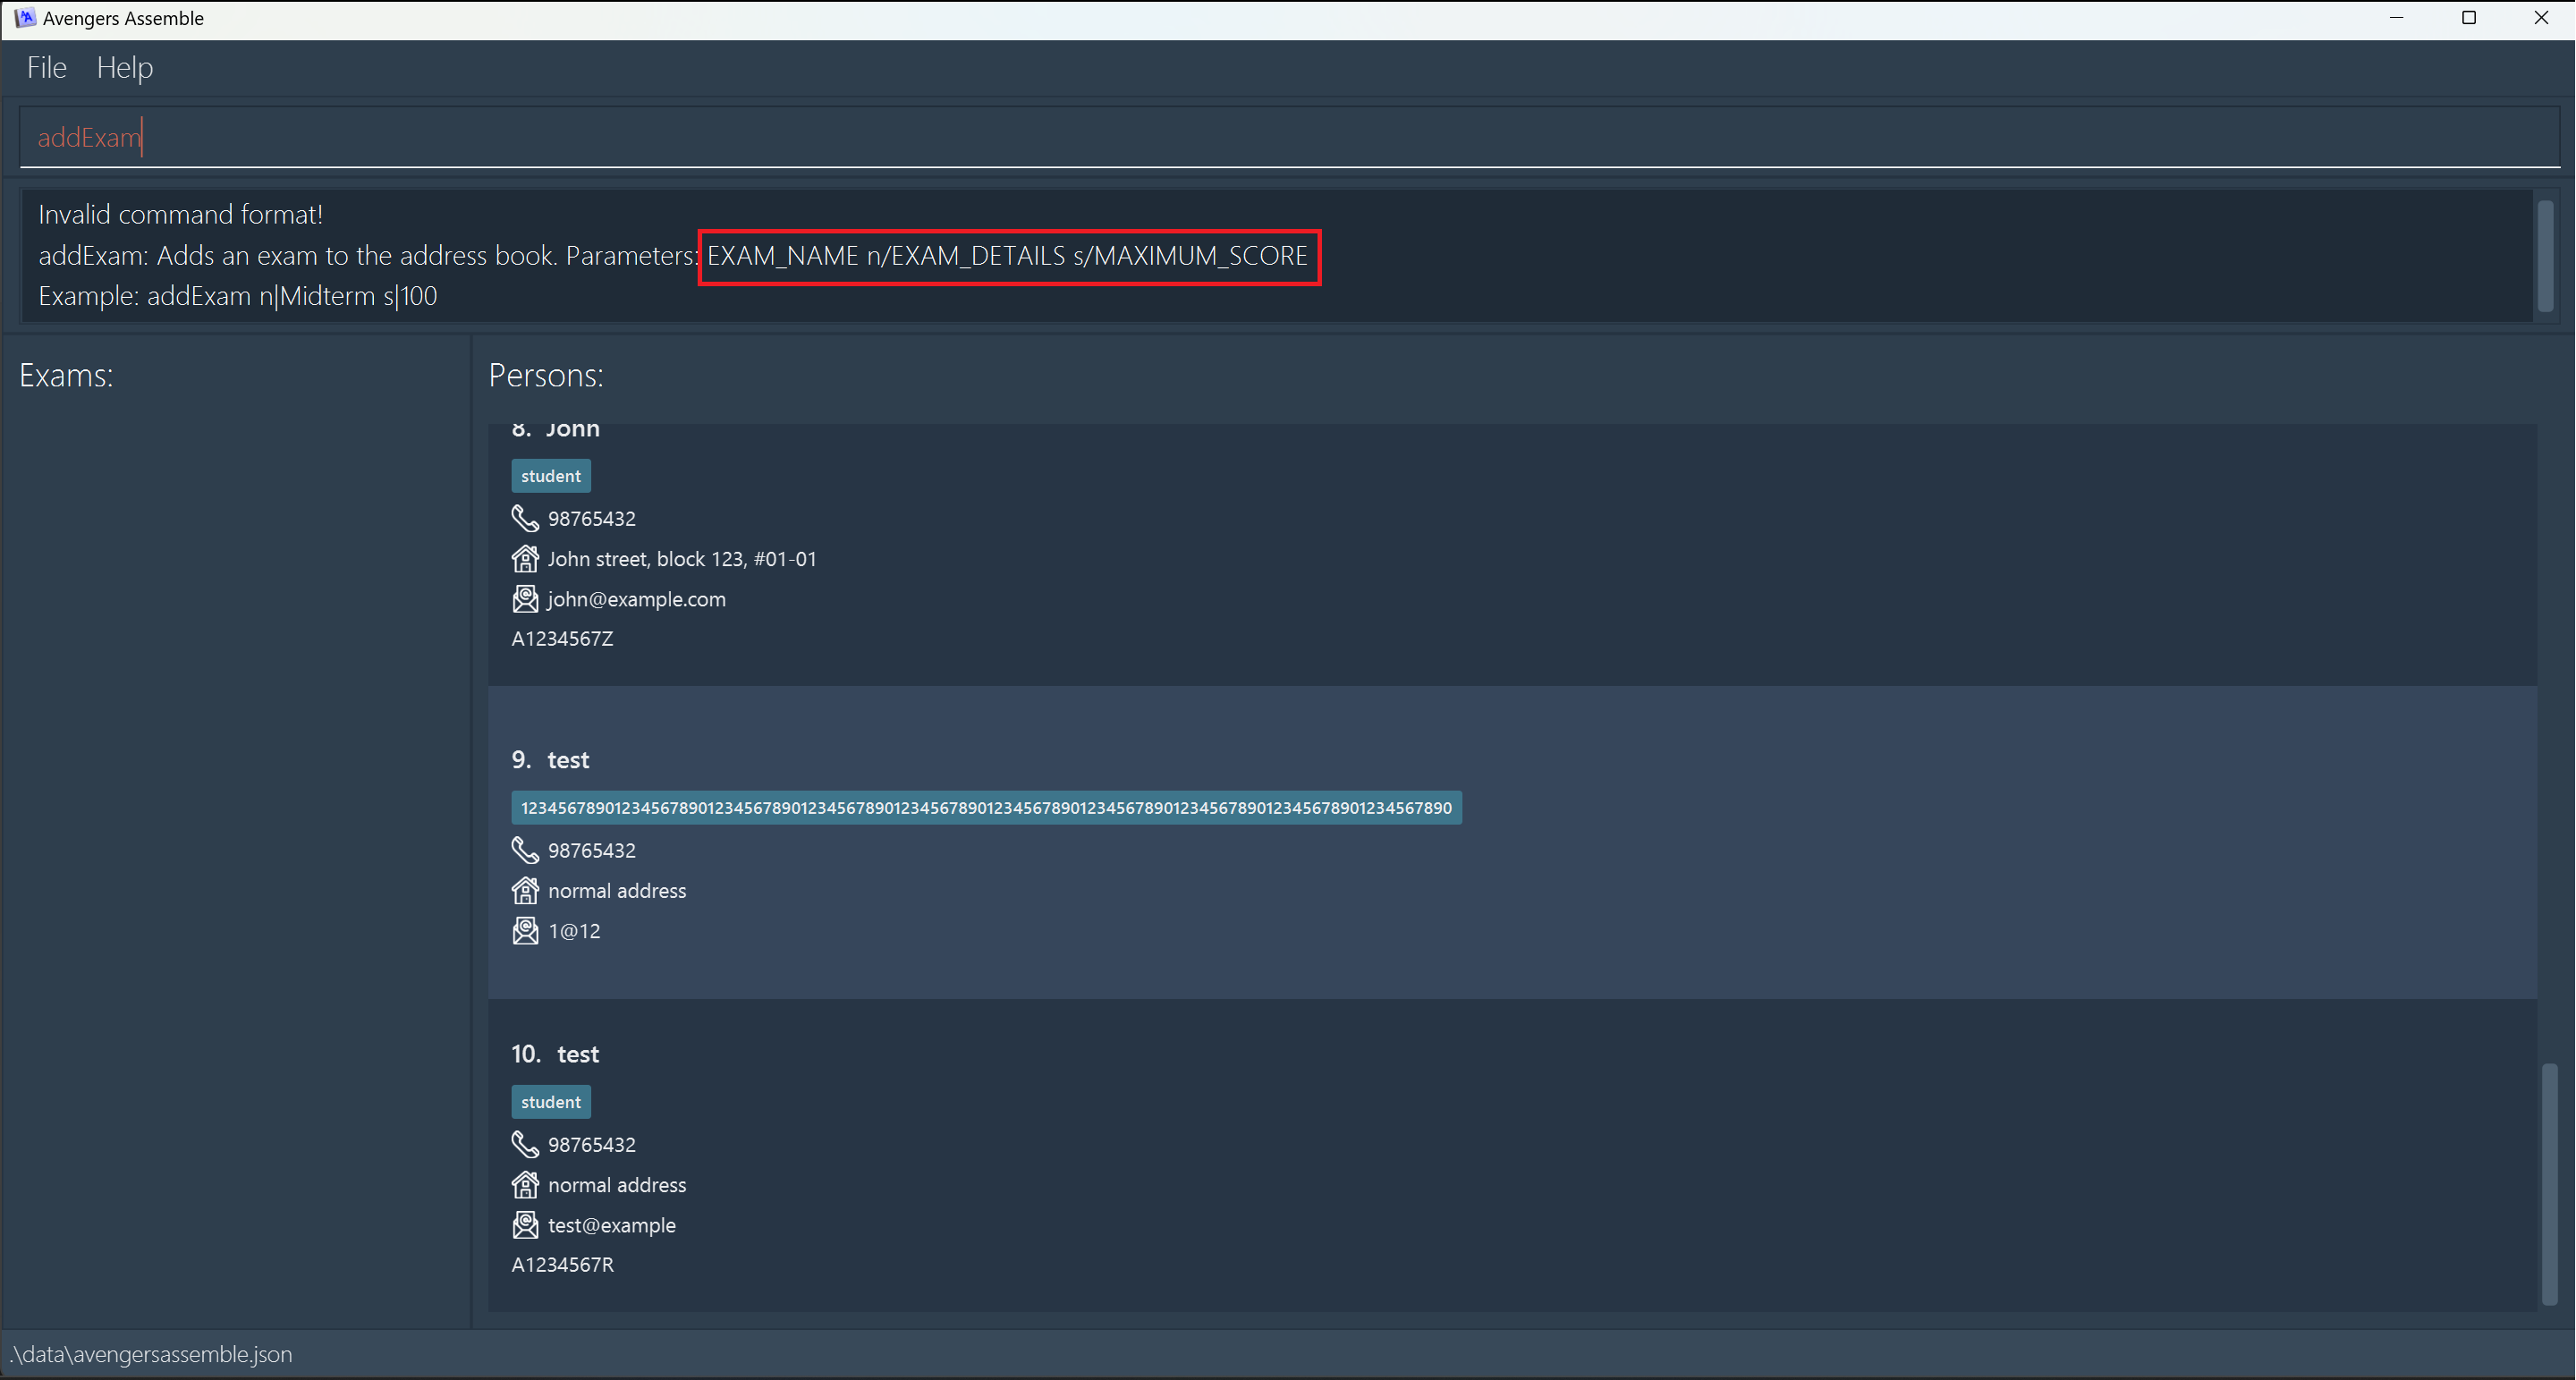 Avengers Assemble
File Help
addExam
Invalid command format!
addExam: Adds an exam to the address book. Parameters: EXAM_NAME n/EXAM_DETAILS s/MAXIMUM_SCORE
Example: addExam n|Midterm s|100
Exams:
Persons:
8. John
student
98765432
John street, block 123, #01-01
john@example.com
A1234567Z
9. test
1234567890123456789012345678901234567890123456789012345678901234567890123456789012345678901234567890
98765432
normal address
1@12
10. test
student
98765432
normal address
test@example
A1234567R
.\data\avengersassemble.json